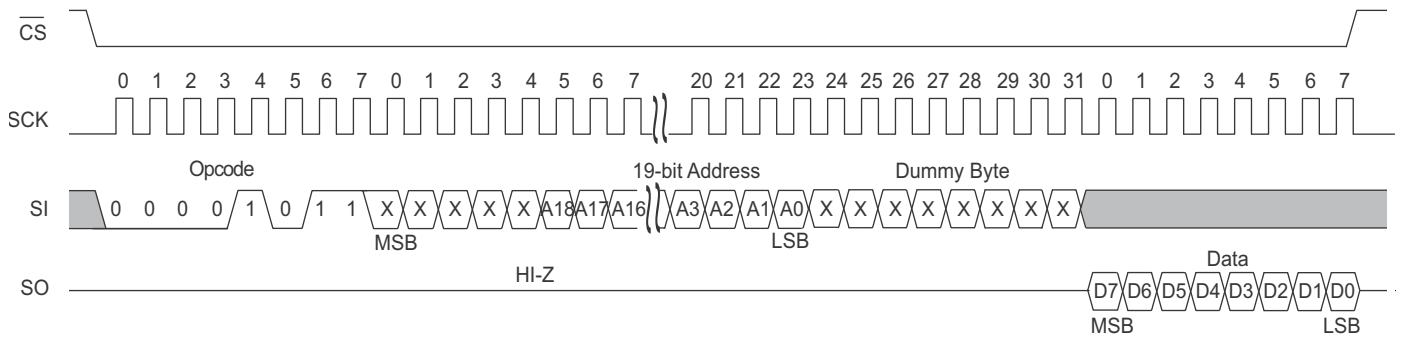 CS
0 1 2 3 4 5 6 7 0 1 2 3 4 5 6 7 20 21 22 23 24 25 26 27 28 29 30 31 0 1 2 3 4 5 6 7
SCK
Opcode 19-bit Address Dummy Byte
SI 0 0 0 0 1 0 1 1 X X X X X A18 A17 A16 A3 A2 A1 A0 X X X X X X X X
MSB LSB
HI-Z Data
SO D7 D6 D5 D4 D3 D2 D1 D0
MSB LSB